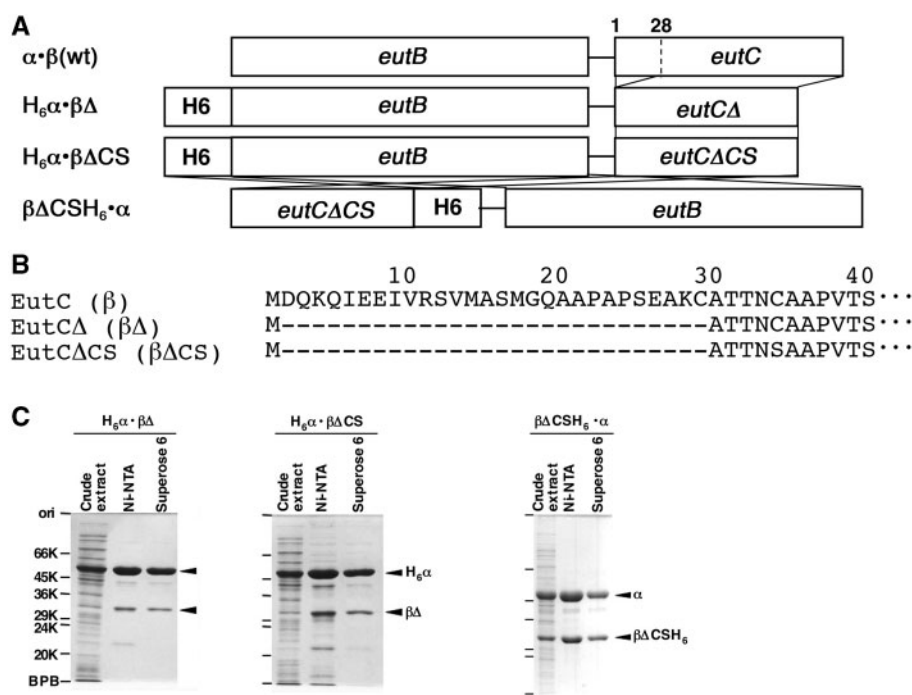 A
1 28
α•β(wt) eutB eutC
H₆α•βΔ H6 eutB eutCΔ
H₆α•βΔCS H6 eutB eutCΔCS
βΔCSH₆•α eutCΔCS H6 eutB
B
10 20 30 40
EutC (β) MDQKQIEEIVRSVMASMGQAAPAPSEAKCATTNCAAPVTS···
EutCΔ (βΔ) M----------------------------ATTNCAAPVTS···
EutCΔCS (βΔCS) M----------------------------ATTNSAAPVTS···
C
H₆α•βΔ
Crude extract
Ni-NTA
Superose 6
ori
66K
45K
36K
29K
24K
20K
BPB
H₆α•βΔCS
Crude extract
Ni-NTA
Superose 6
H₆α
βΔ
βΔCSH₆•α
Crude extract
Ni-NTA
Superose 6
α
βΔCSH₆